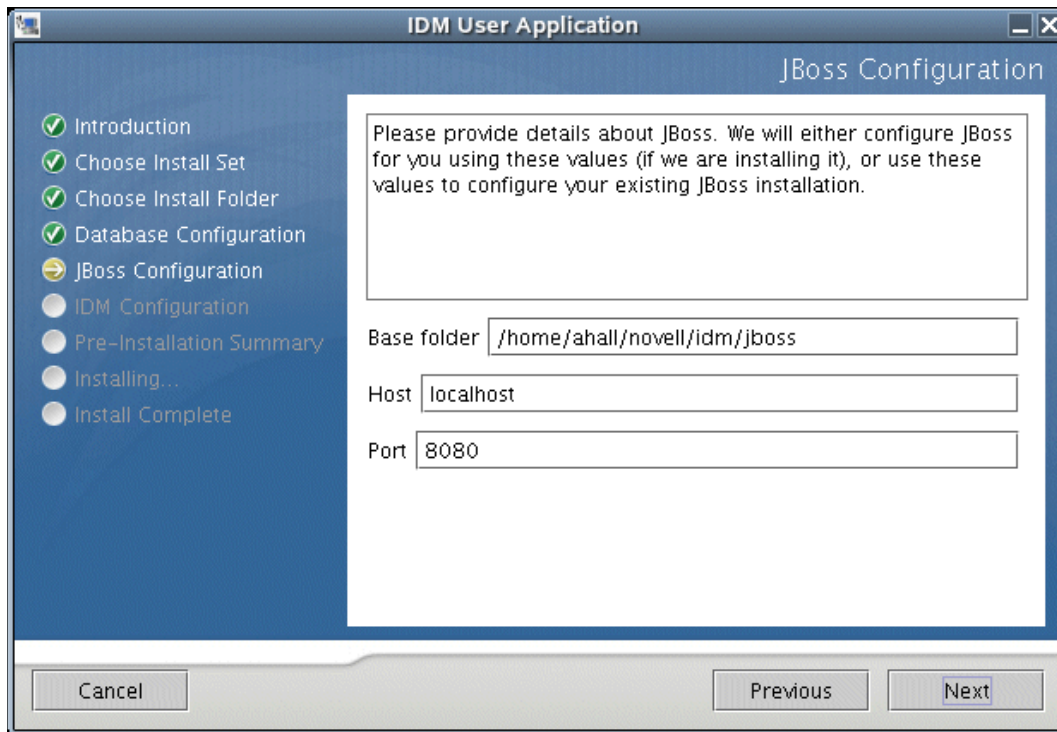 IDM User Application
JBoss Configuration
Introduction
Choose Install Set
Choose Install Folder
Database Configuration
JBoss Configuration
IDM Configuration
Pre-Installation Summary
Installing...
Install Complete
Please provide details about JBoss. We will either configure JBoss
for you using these values (if we are installing it), or use these
values to configure your existing JBoss installation.
Base folder /home/ahall/novell/idm/jboss
Host localhost
Port 8080
Cancel Previous Next